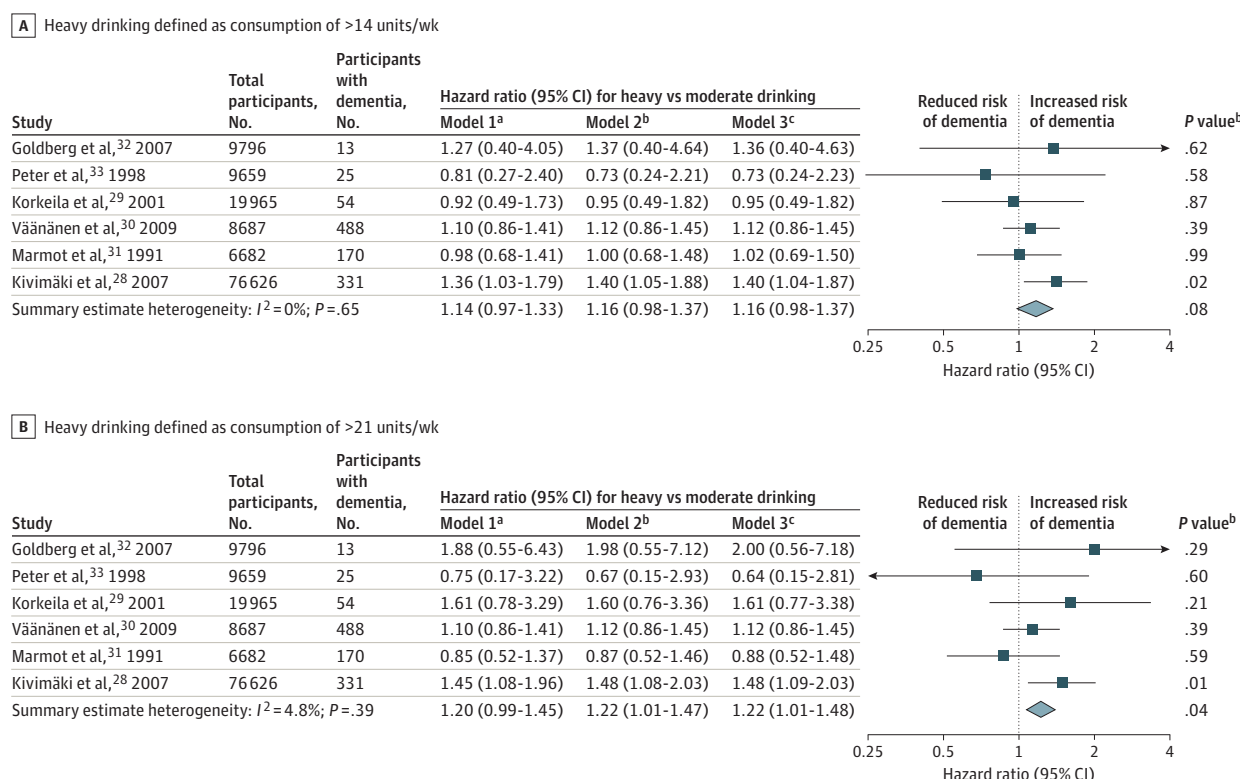 A Heavy drinking defined as consumption of >14 units/wk
Study Total participants, No. Participants with dementia, No. Hazard ratio (95% CI) for heavy vs moderate drinking Reduced risk of dementia Increased risk of dementia P valueᵇ
Model 1ᵃ Model 2ᵇ Model 3ᶜ
Goldberg et al,³² 2007 9796 13 1.27 (0.40-4.05) 1.37 (0.40-4.64) 1.36 (0.40-4.63) .62
Peter et al,³³ 1998 9659 25 0.81 (0.27-2.40) 0.73 (0.24-2.21) 0.73 (0.24-2.23) .58
Korkeila et al,²⁹ 2001 19965 54 0.92 (0.49-1.73) 0.95 (0.49-1.82) 0.95 (0.49-1.82) .87
Väänänen et al,³⁰ 2009 8687 488 1.10 (0.86-1.41) 1.12 (0.86-1.45) 1.12 (0.86-1.45) .39
Marmot et al,³¹ 1991 6682 170 0.98 (0.68-1.41) 1.00 (0.68-1.48) 1.02 (0.69-1.50) .99
Kivimäki et al,²⁸ 2007 76626 331 1.36 (1.03-1.79) 1.40 (1.05-1.88) 1.40 (1.04-1.87) .02
Summary estimate heterogeneity: I²=0%; P=.65 1.14 (0.97-1.33) 1.16 (0.98-1.37) 1.16 (0.98-1.37) .08
0.25 0.5 1 2 4
Hazard ratio (95% CI)
B Heavy drinking defined as consumption of >21 units/wk
Study Total participants, No. Participants with dementia, No. Hazard ratio (95% CI) for heavy vs moderate drinking Reduced risk of dementia Increased risk of dementia P valueᵇ
Model 1ᵃ Model 2ᵇ Model 3ᶜ
Goldberg et al,³² 2007 9796 13 1.88 (0.55-6.43) 1.98 (0.55-7.12) 2.00 (0.56-7.18) .29
Peter et al,³³ 1998 9659 25 0.75 (0.17-3.22) 0.67 (0.15-2.93) 0.64 (0.15-2.81) .60
Korkeila et al,²⁹ 2001 19965 54 1.61 (0.78-3.29) 1.60 (0.76-3.36) 1.61 (0.77-3.38) .21
Väänänen et al,³⁰ 2009 8687 488 1.10 (0.86-1.41) 1.12 (0.86-1.45) 1.12 (0.86-1.45) .39
Marmot et al,³¹ 1991 6682 170 0.85 (0.52-1.37) 0.87 (0.52-1.46) 0.88 (0.52-1.48) .59
Kivimäki et al,²⁸ 2007 76626 331 1.45 (1.08-1.96) 1.48 (1.08-2.03) 1.48 (1.09-2.03) .01
Summary estimate heterogeneity: I²=4.8%; P=.39 1.20 (0.99-1.45) 1.22 (1.01-1.47) 1.22 (1.01-1.48) .04
0.25 0.5 1 2 4
Hazard ratio (95% CI)